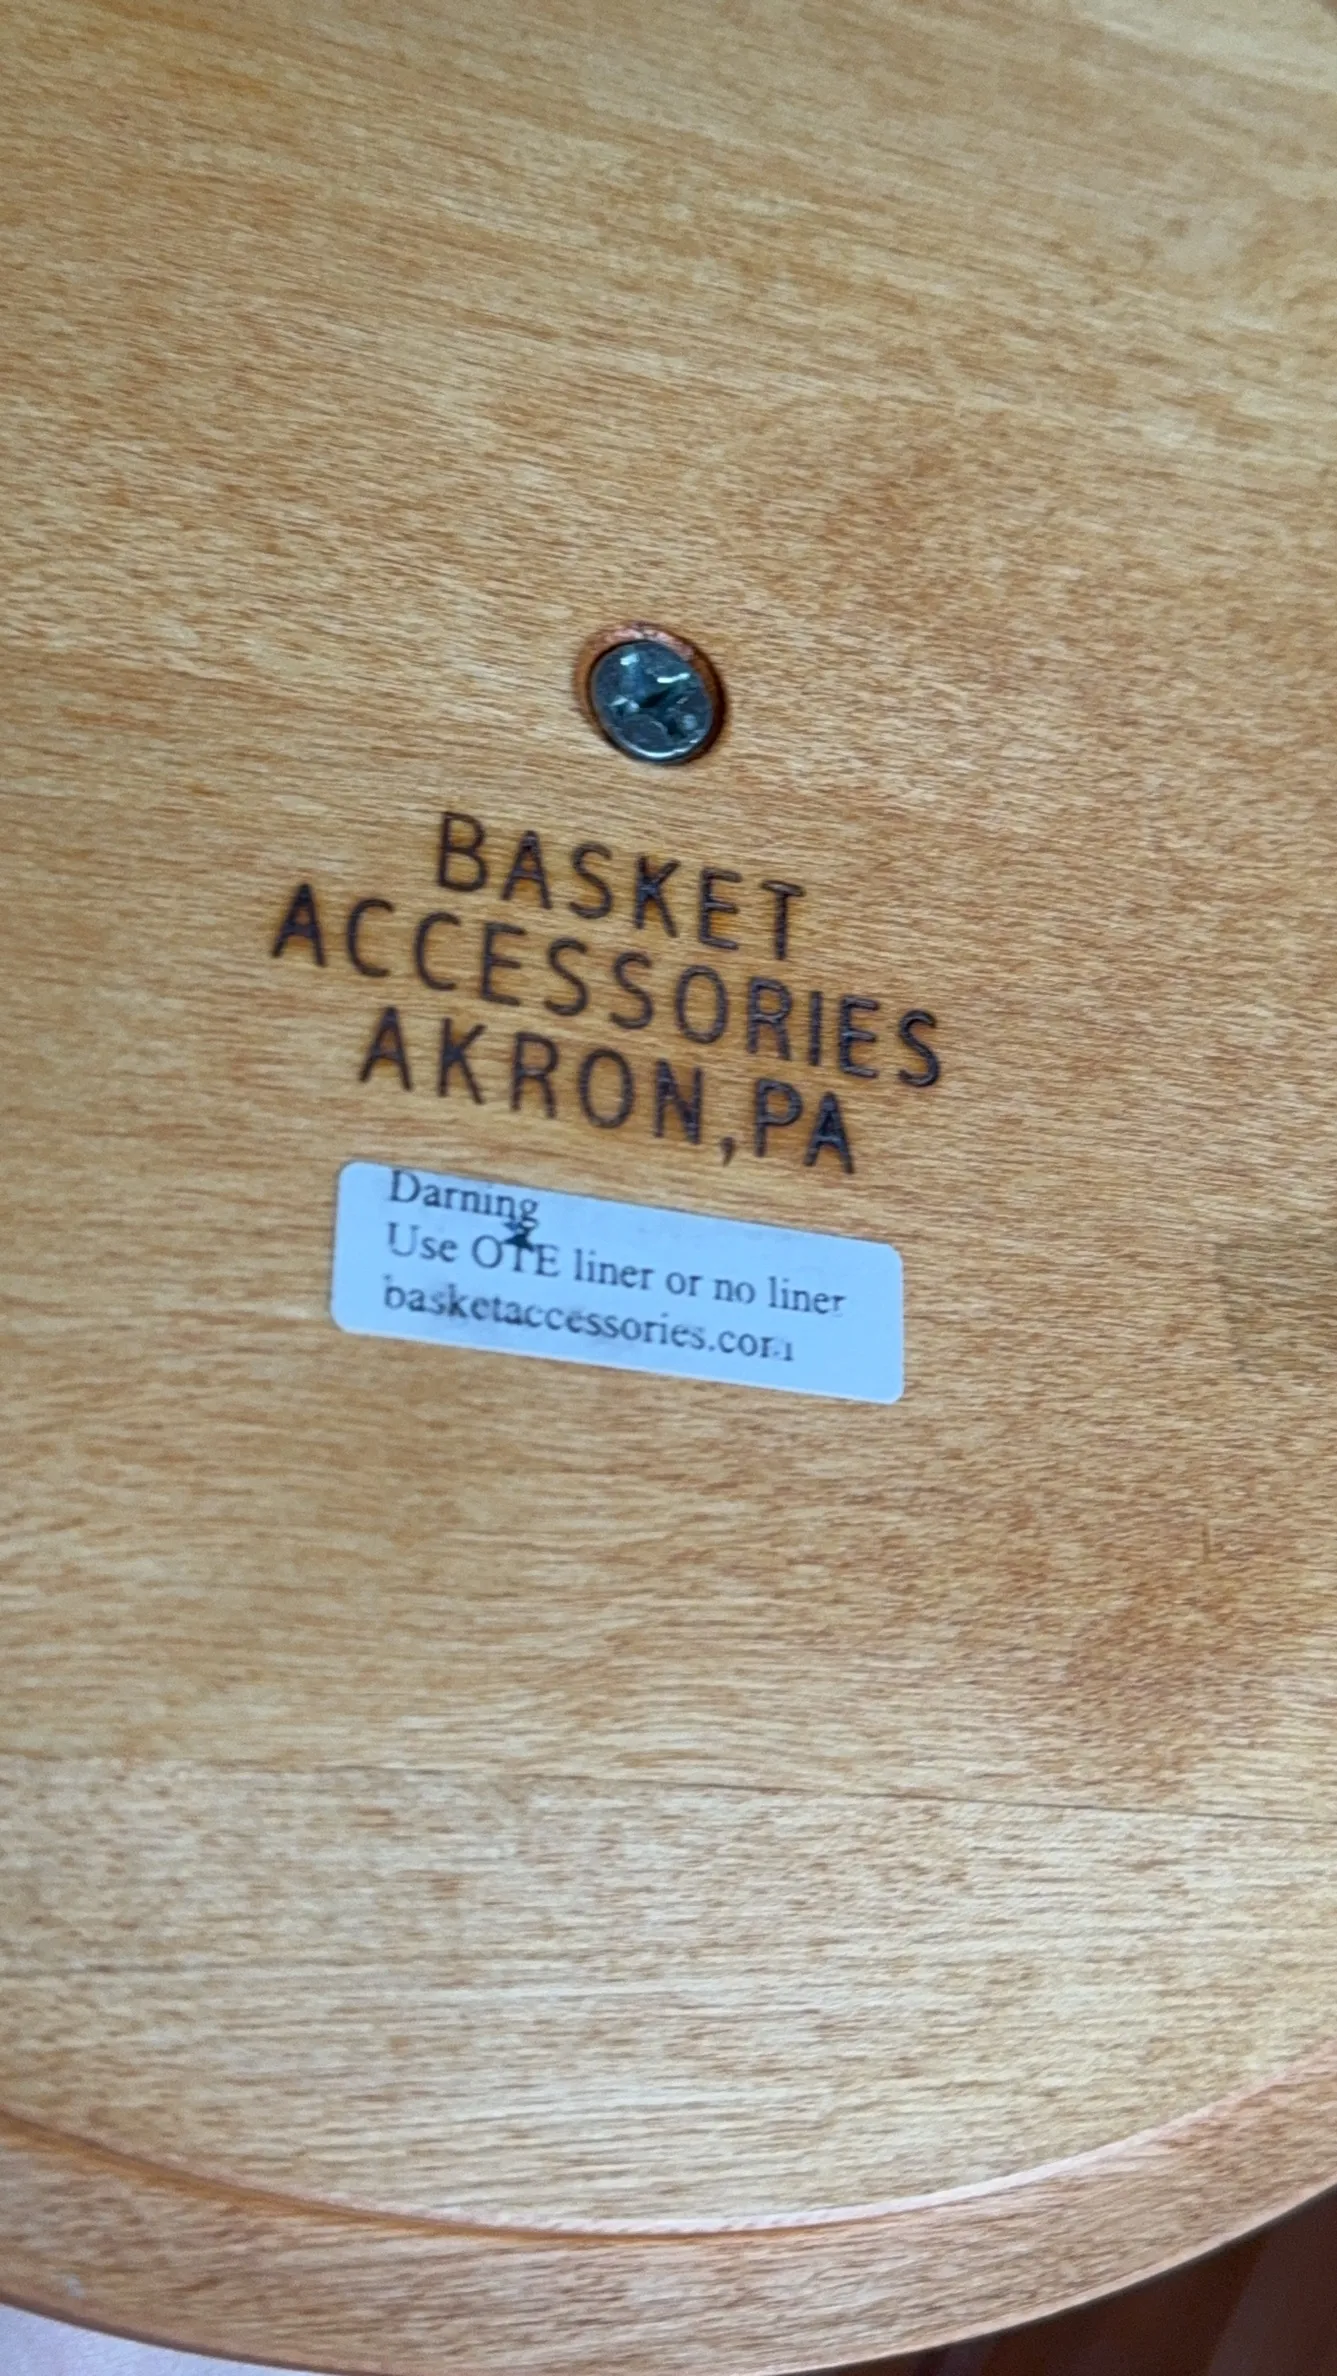 BASKET
ACCESSORIES
AKRON,PA
Darning
Use OTE liner or no liner
basketaccessories.com